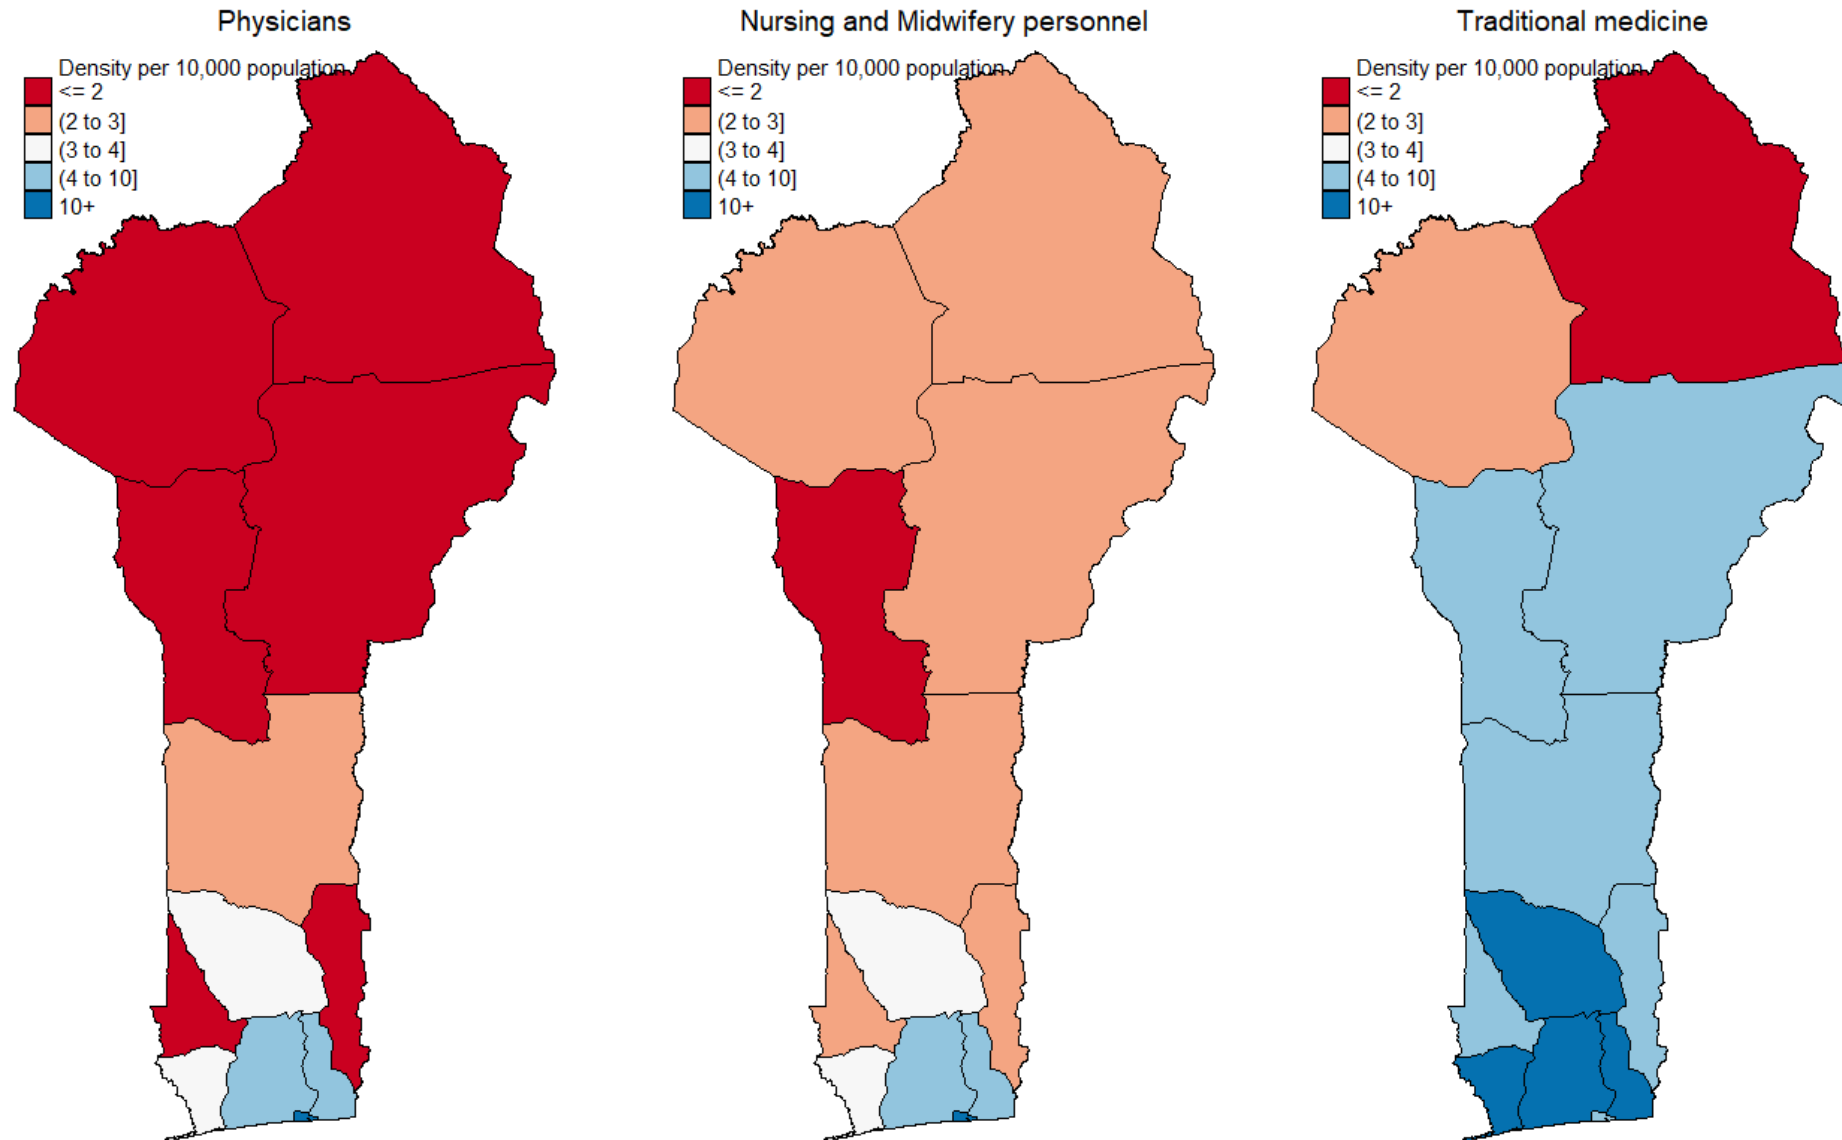 Physicians
Density per 10,000 population
<= 2
(2 to 3]
(3 to 4]
(4 to 10]
10+
Nursing and Midwifery personnel
Density per 10,000 population
<= 2
(2 to 3]
(3 to 4]
(4 to 10]
10+
Traditional medicine
Density per 10,000 population
<= 2
(2 to 3]
(3 to 4]
(4 to 10]
10+